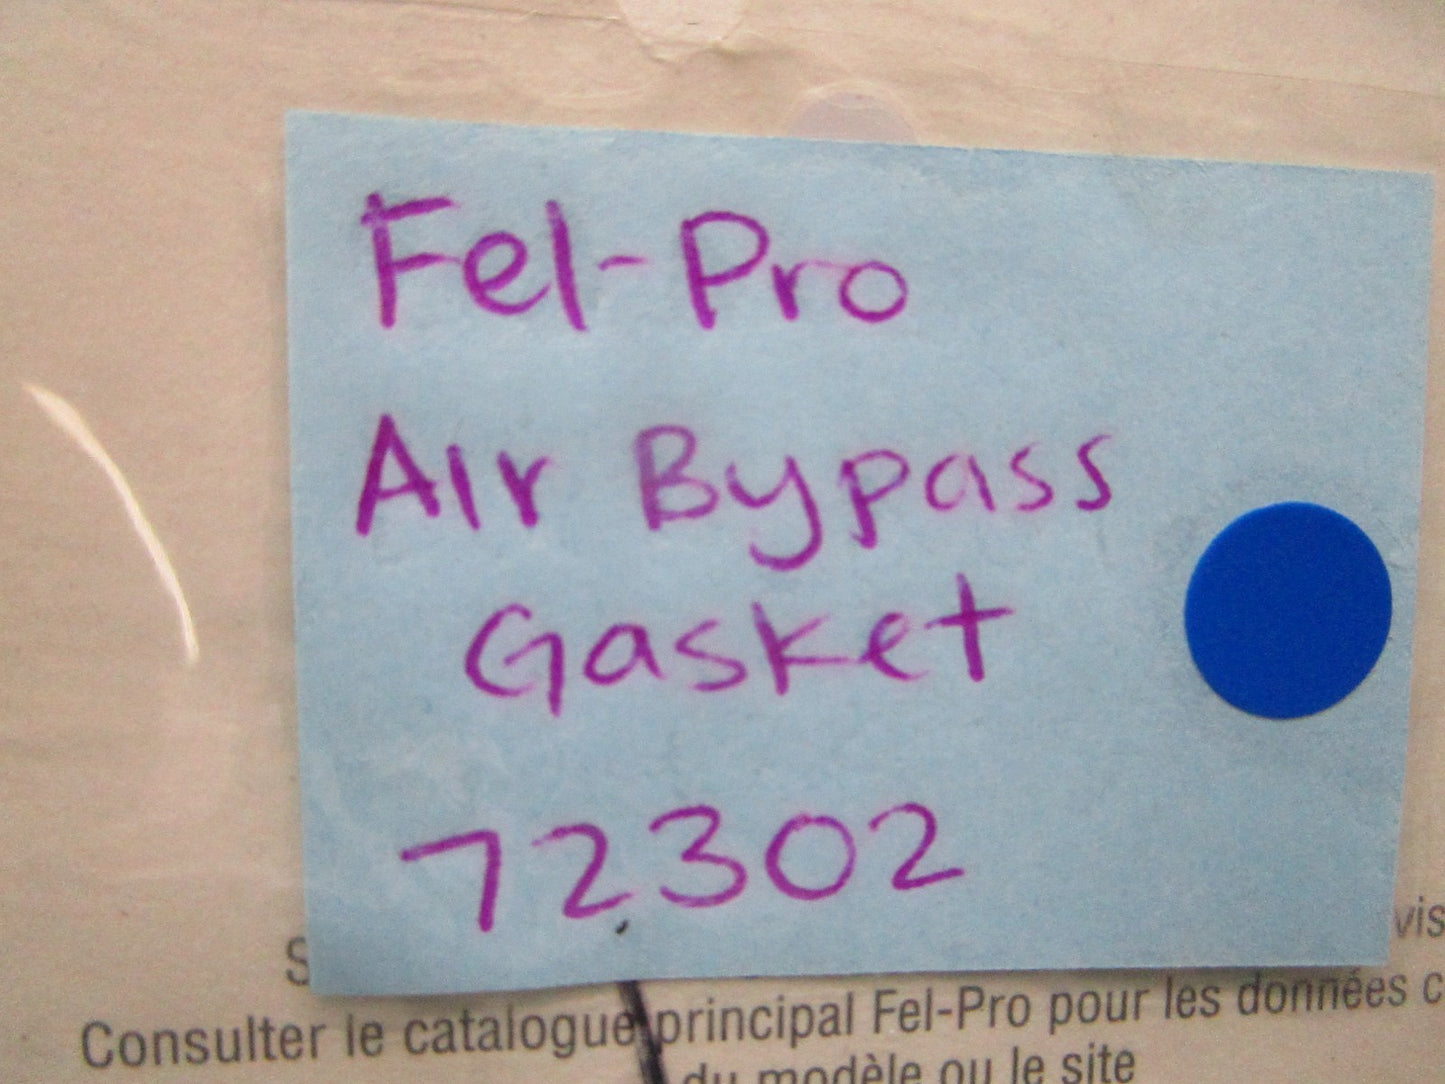 Fel-Pro
Air Bypass
Gasket
72302
S
vis
Consulter le catalogue principal Fel-Pro pour les données c
du modèle ou le site